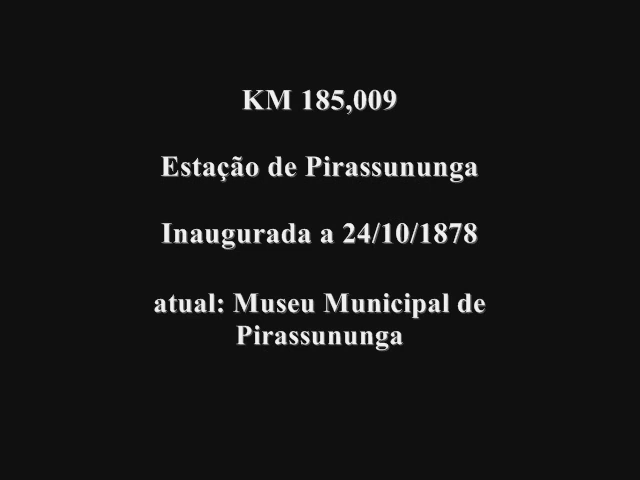 KM 185,009
Estação de Pirassununga
Inaugurada a 24/10/1878
atual: Museu Municipal de
Pirassununga